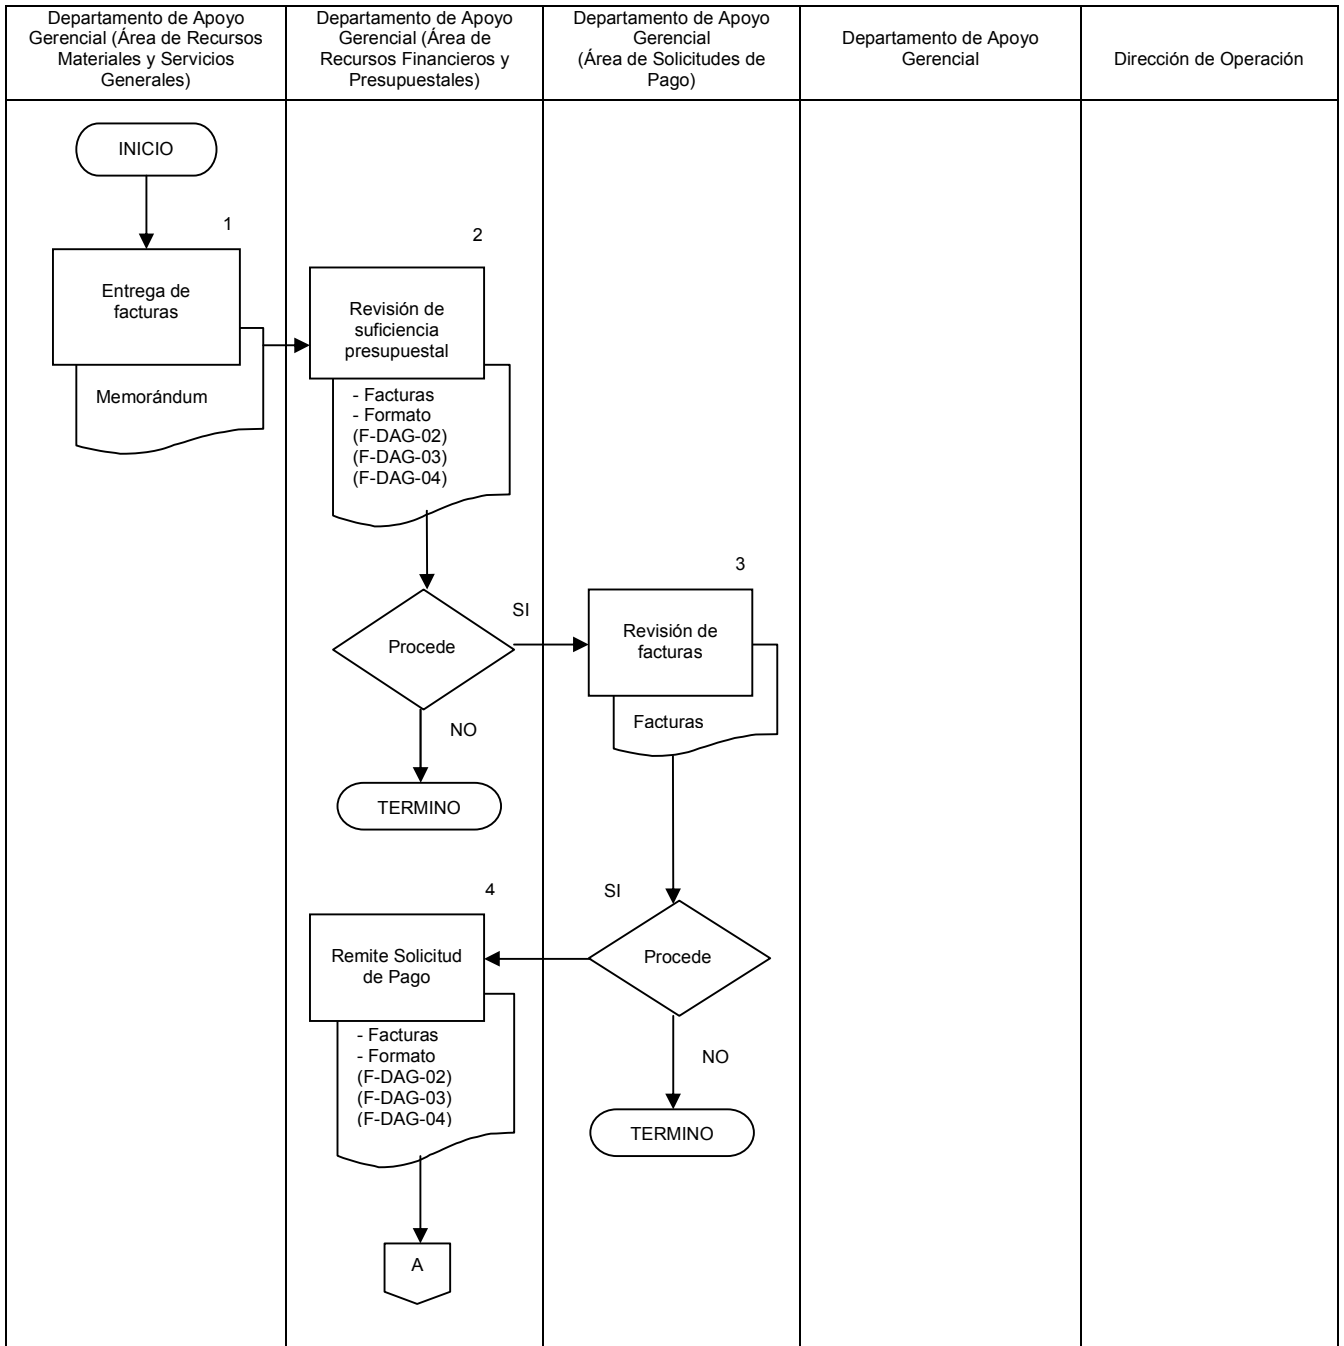 Departamento de Apoyo
Gerencial (Área de Recursos
Materiales y Servicios
Generales)
Departamento de Apoyo
Gerencial (Área de
Recursos Financieros y
Presupuestales)
Departamento de Apoyo
Gerencial
(Área de Solicitudes de
Pago)
Departamento de Apoyo
Gerencial
Dirección de Operación
INICIO
1
Entrega de
facturas
Memorándum
2
Revisión de
suficiencia
presupuestal
- Facturas
- Formato
(F-DAG-02)
(F-DAG-03)
(F-DAG-04)
Procede
SI
NO
TERMINO
3
Revisión de
facturas
Facturas
Procede
SI
NO
TERMINO
4
Remite Solicitud
de Pago
- Facturas
- Formato
(F-DAG-02)
(F-DAG-03)
(F-DAG-04)
A